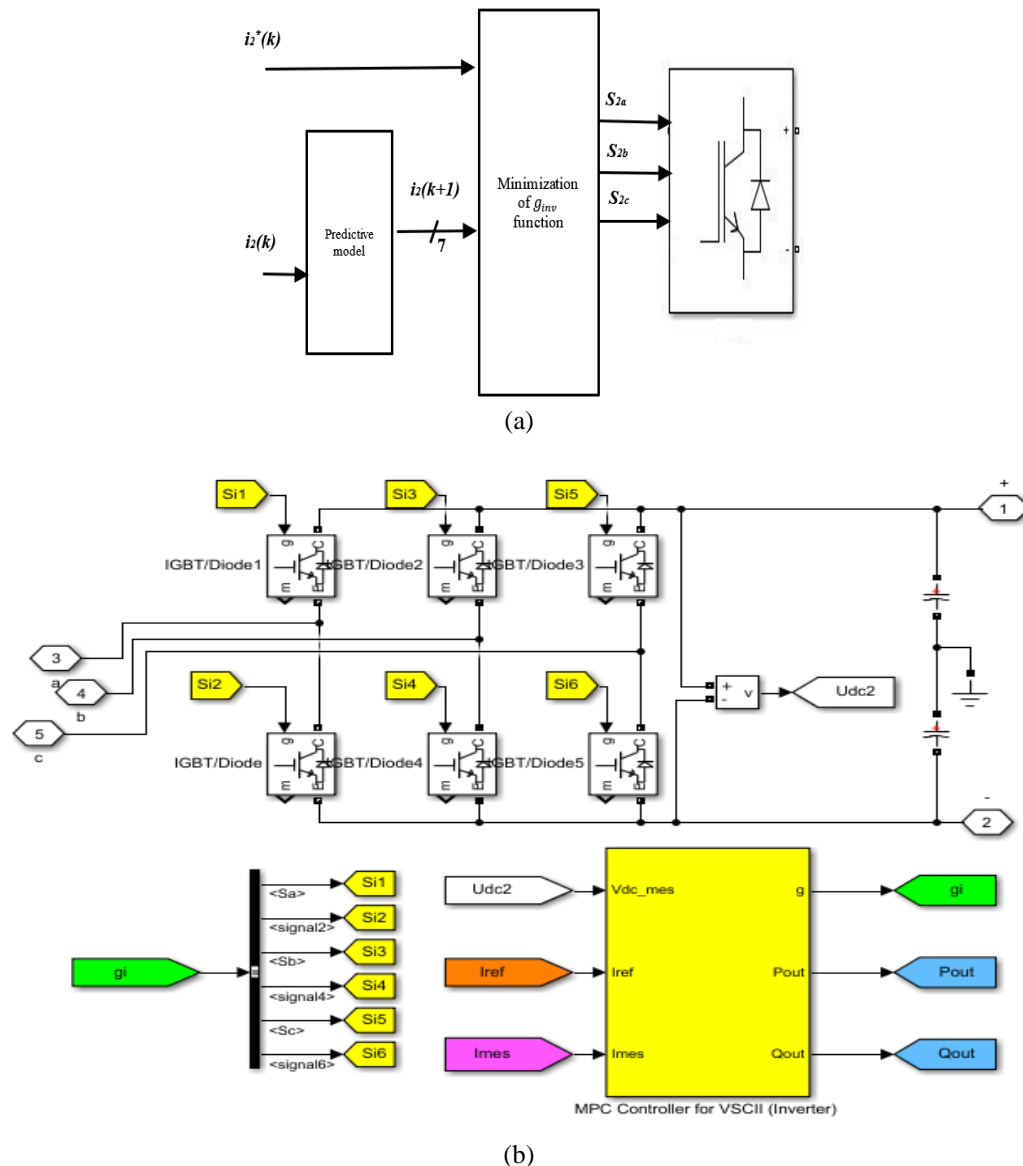 i2*(k)
S2a
S2b
S2c
+
-
Minimization
of ginv
function
i2(k+1)
7
Predictive
model
i2(k)
(a)
Si1
Si3
Si5
+
1
g
C
m
E
IGBT/Diode1
g
C
m
E
IGBT/Diode2
g
C
m
E
IGBT/Diode3
3
a
4
b
5
c
Si2
Si4
Si6
+
-
v
Udc2
g
C
m
E
IGBT/Diode
g
C
m
E
IGBT/Diode4
g
C
m
E
IGBT/Diode5
-
2
gi
<Sa>
Si1
<signal2>
Si2
<Sb>
Si3
<signal4>
Si4
<Sc>
Si5
<signal6>
Si6
Udc2
Vdc_mes
g
gi
Iref
Iref
Pout
Pout
Imes
Imes
Qout
Qout
MPC Controller for VSCII (Inverter)
(b)